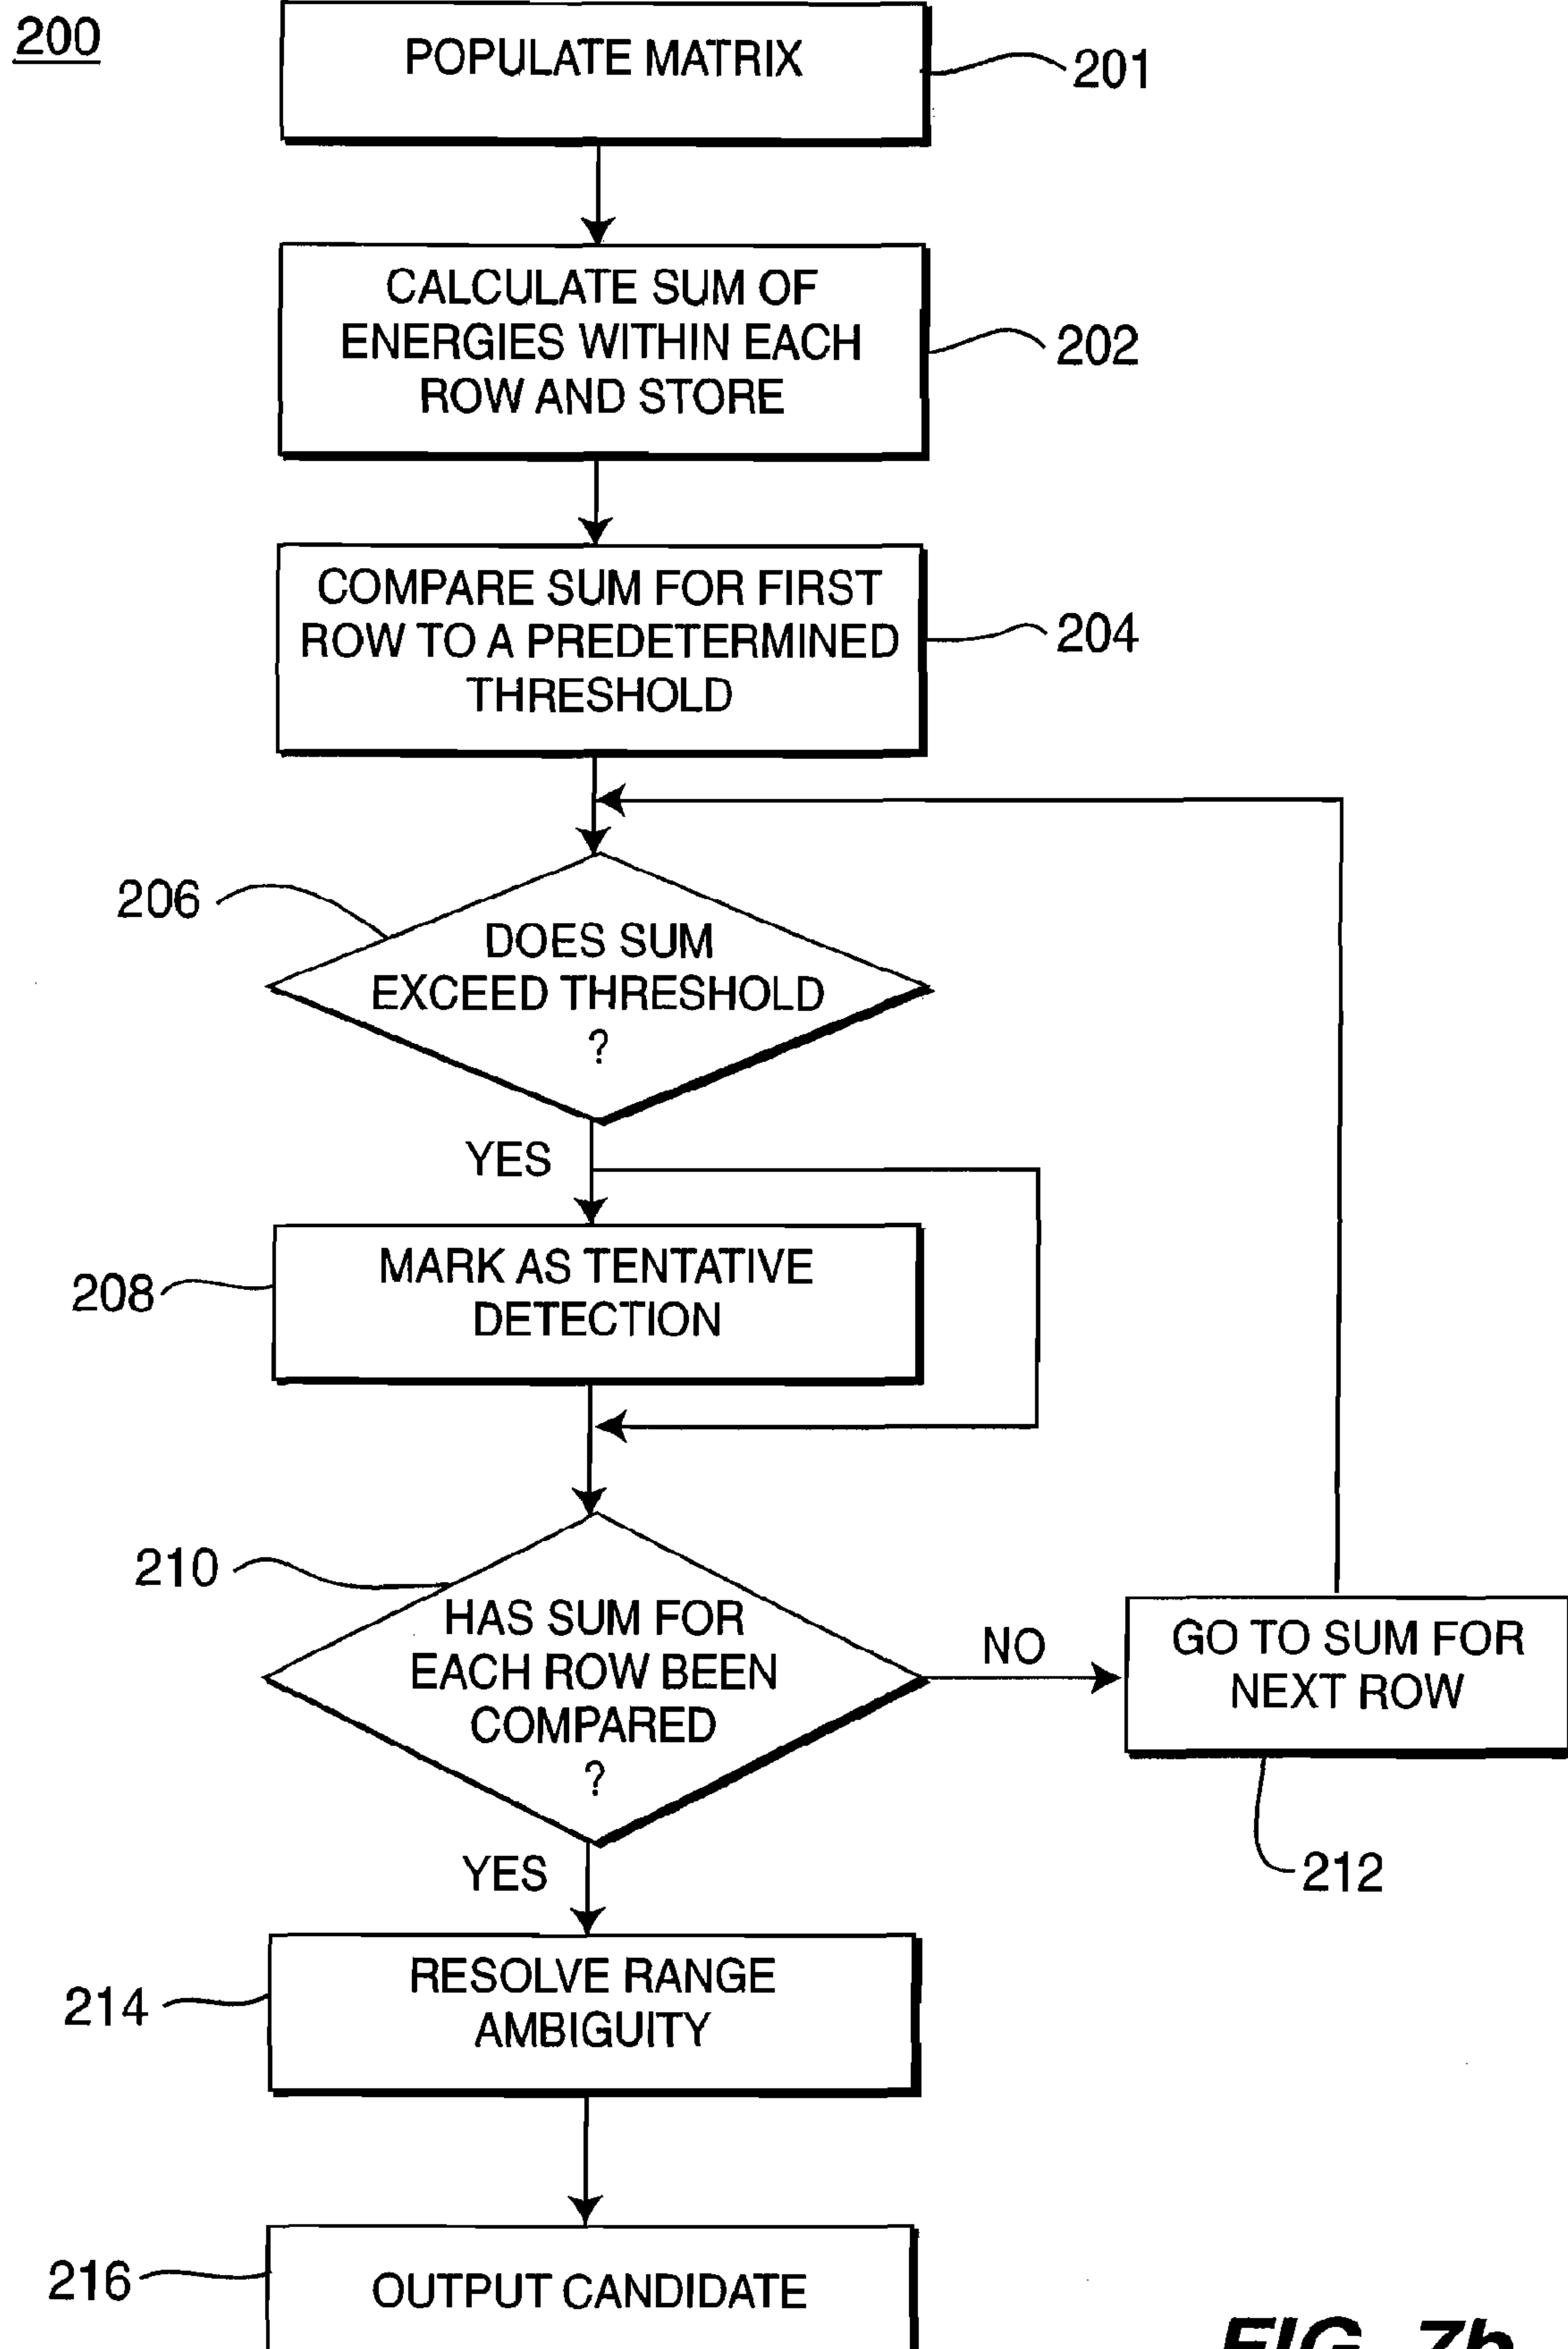 200
POPULATE MATRIX
201
CALCULATE SUM OF
ENERGIES WITHIN EACH
ROW AND STORE
202
COMPARE SUM FOR FIRST
ROW TO A PREDETERMINED
THRESHOLD
204
206
DOES SUM
EXCEED THRESHOLD
?
YES
208
MARK AS TENTATIVE
DETECTION
210
HAS SUM FOR
EACH ROW BEEN
COMPARED
?
NO
GO TO SUM FOR
NEXT ROW
212
YES
214
RESOLVE RANGE
AMBIGUITY
216
OUTPUT CANDIDATE
FIG. 7b